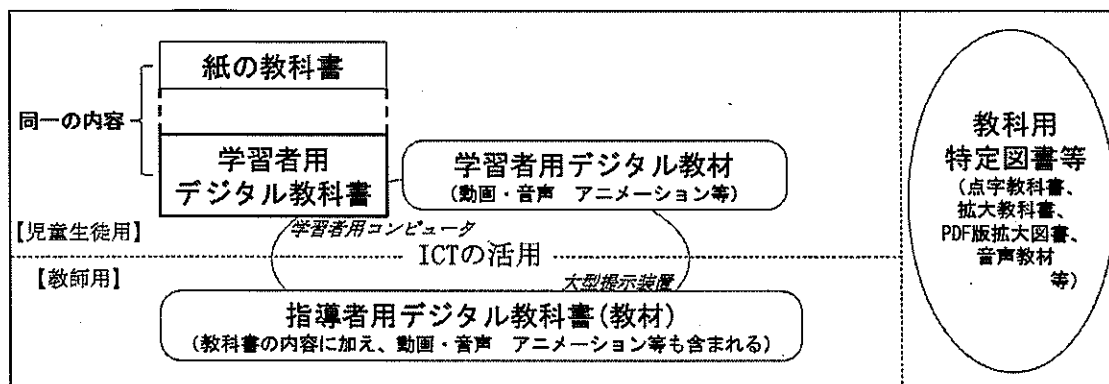 紙の教科書
同一の内容
学習者用
デジタル教科書
学習者用デジタル教材
(動画・音声 アニメーション等)
【児童生徒用】
学習者用コンピュータ
ICTの活用
【教師用】
大型提示装置
指導者用デジタル教科書(教材)
(教科書の内容に加え、動画・音声 アニメーション等も含まれる)
教科用
特定図書等
(点字教科書、
拡大教科書、
PDF版拡大図書、
音声教材
等)